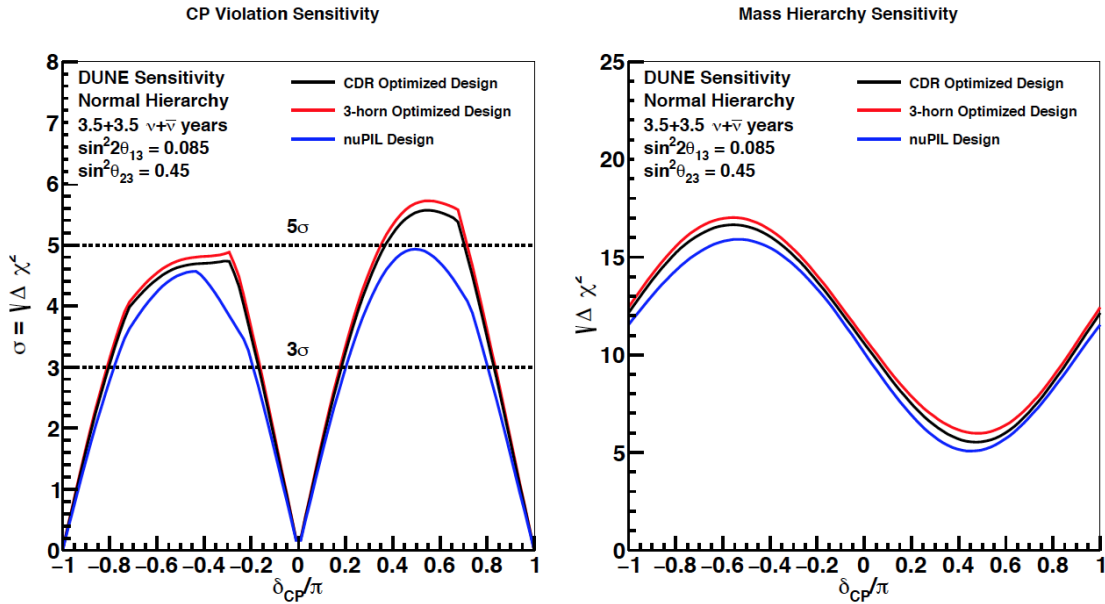 CP Violation Sensitivity
8
7
6
5
4
3
2
1
0
σ = √Δ χ²
DUNE Sensitivity
Normal Hierarchy
3.5+3.5 ν+ν̅ years
sin²2θ₁₃ = 0.085
sin²θ₂₃ = 0.45
CDR Optimized Design
3-horn Optimized Design
nuPIL Design
5σ
3σ
−1 −0.8 −0.6 −0.4 −0.2 0 0.2 0.4 0.6 0.8 1
δCP/π
Mass Hierarchy Sensitivity
25
20
15
10
5
0
√Δ χ²
DUNE Sensitivity
Normal Hierarchy
3.5+3.5 ν+ν̅ years
sin²2θ₁₃ = 0.085
sin²θ₂₃ = 0.45
CDR Optimized Design
3-horn Optimized Design
nuPIL Design
−1 −0.8 −0.6 −0.4 −0.2 0 0.2 0.4 0.6 0.8 1
δCP/π